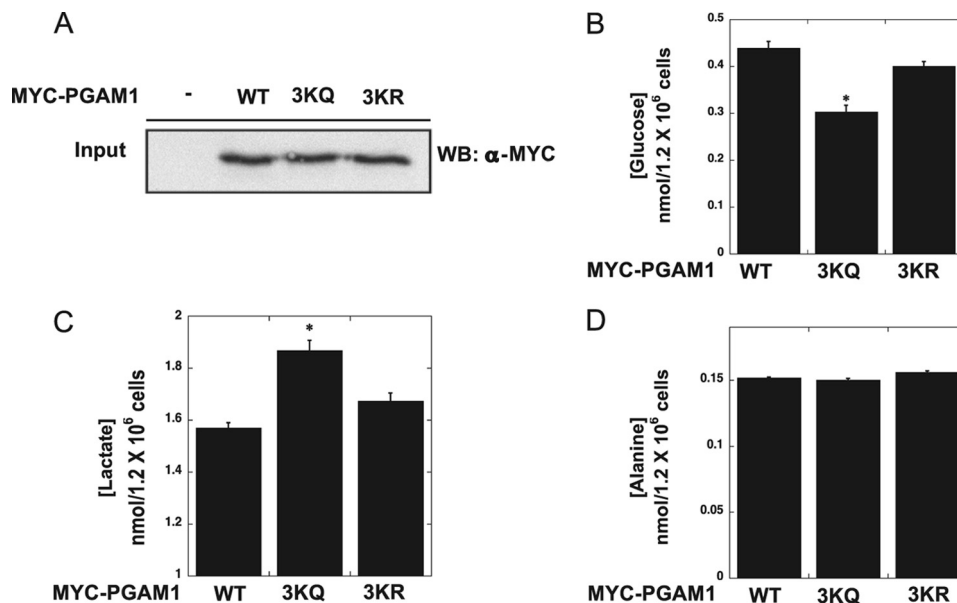 A
MYC-PGAM1 - WT 3KQ 3KR
Input
WB: α-MYC
B
[Glucose]
nmol/1.2 X 10⁶ cells
0.5
0.4
0.3
0.2
0.1
0
*
MYC-PGAM1 WT 3KQ 3KR
C
[Lactate]
nmol/1.2 X 10⁶ cells
2
1.8
1.6
1.4
1.2
1
*
MYC-PGAM1 WT 3KQ 3KR
D
[Alanine]
nmol/1.2 X 10⁶ cells
0.15
0.1
0.05
0
MYC-PGAM1 WT 3KQ 3KR